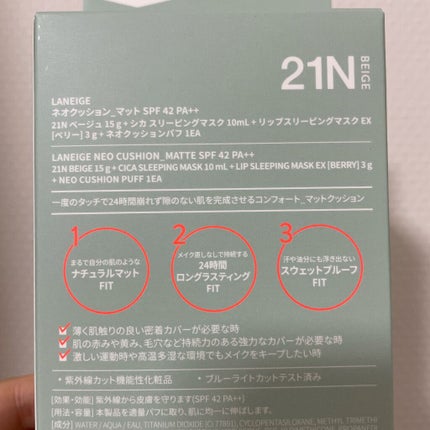 21N
BEIGE
LANEIGE
ネオクッション_マット SPF 42 PA++
21N ベージュ 15 g + シカ スリーピングマスク 10mL + リップスリーピングマスク EX
[ベリー] 3 g + ネオクッションパフ 1EA
LANEIGE NEO CUSHION_MATTE SPF 42 PA++
21N BEIGE 15 g + CICA SLEEPING MASK 10 mL + LIP SLEEPING MASK EX [BERRY] 3 g
+ NEO CUSHION PUFF 1EA
一度のタッチで24時間崩れず隙のない肌を完成させるコンフォート_マットクッション
1
まるで自分の肌のような
ナチュラルマット
FIT
2
メイク直しなしで持続する
24時間
ロングラスティング
FIT
3
汗や油分にも浮き出ない
スウェットプルーフ
FIT
薄く肌触りの良い密着カバーが必要な時
肌の赤みや黄み、毛穴など持続力のある強力なカバーが必要な時
激しい運動時や高温多湿な環境でもメイクをキープしたい時
・紫外線カット機能性化粧品
・ブルーライトカットテスト済み
[効果・効能] 紫外線から皮膚を守ります(SPF 42 PA++)
[用法・容量] 本製品を適量パフに取り、肌に均一に伸ばします。
[成分] WATER / AQUA / EAU, TITANIUM DIOXIDE (CI 77891), CYCLOPENTASILOXANE,